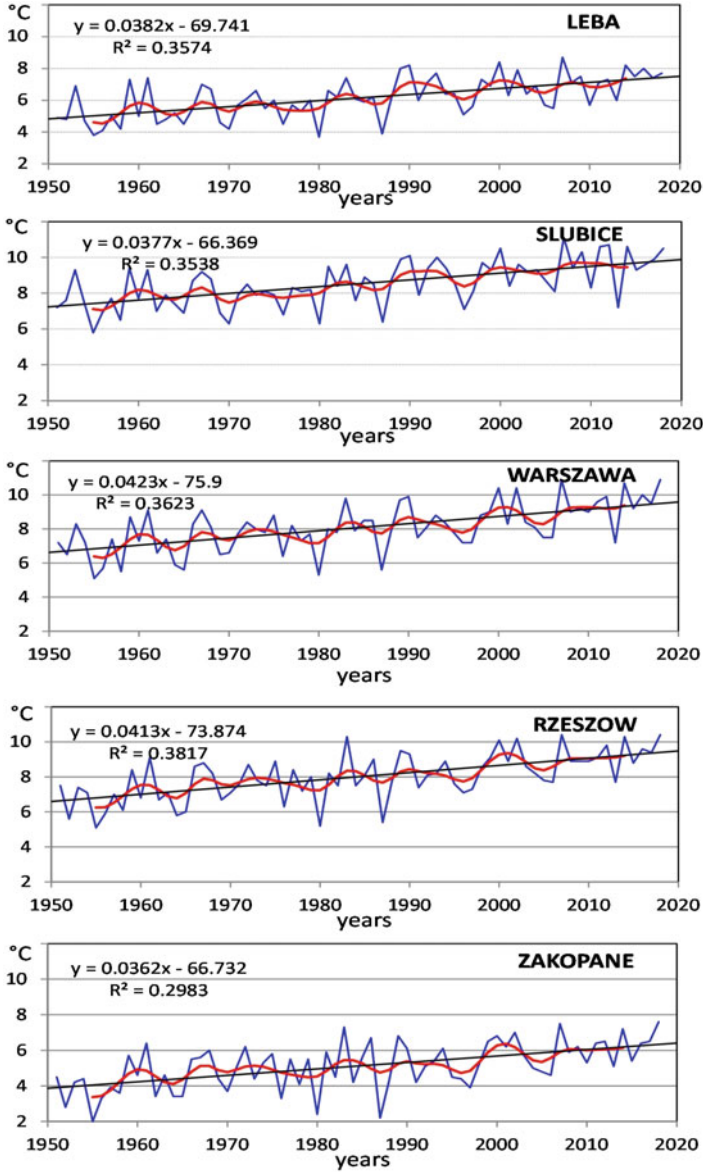 °C
y = 0.0382x - 69.741
R² = 0.3574
LEBA
10
8
6
4
2
1950 1960 1970 1980 1990 2000 2010 2020
years
y = 0.0377x - 66.369
R² = 0.3538
SLUBICE
10
8
6
4
2
1950 1960 1970 1980 1990 2000 2010 2020
years
°C
y = 0.0423x - 75.9
R² = 0.3623
WARSZAWA
10
8
6
4
2
1950 1960 1970 1980 1990 2000 2010 2020
years
°C
y = 0.0413x - 73.874
R² = 0.3817
RZESZOW
10
8
6
4
2
1950 1960 1970 1980 1990 2000 2010 2020
years
°C
y = 0.0362x - 66.732
R² = 0.2983
ZAKOPANE
10
8
6
4
2
1950 1960 1970 1980 1990 2000 2010 2020
years